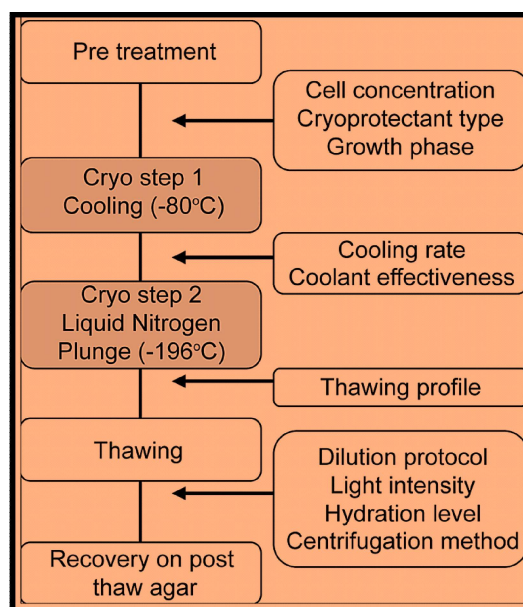 Pre treatment
Cell concentration
Cryoprotectant type
Growth phase
Cryo step 1
Cooling (-80°C)
Cooling rate
Coolant effectiveness
Cryo step 2
Liquid Nitrogen
Plunge (-196°C)
Thawing profile
Thawing
Dilution protocol
Light intensity
Hydration level
Centrifugation method
Recovery on post
thaw agar